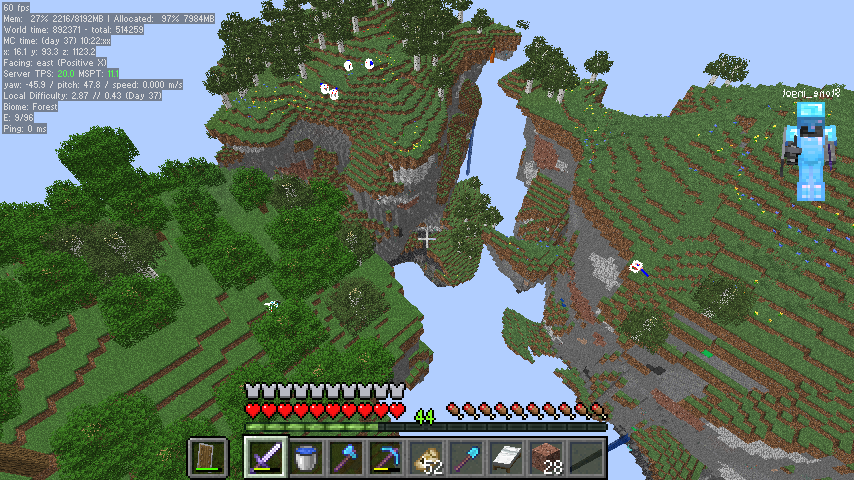 60 fps
Mem: 27% 2216/8192MB | Allocated: 97% 7984MB
World time: 892371 - total: 514259
MC time: (day 37) 10:22:xx
x: 16.1 y: 93.3 z: 1123.2
Facing: east (Positive X)
Server TPS: 20.0 MSPT: 11.1
yaw: -45.9 / pitch: 47.8 / speed: 0.000 m/s
Local Difficulty: 2.87 // 0.43 (Day 37)
Biome: Forest
E: 9/96
Ping: 0 ms
44
52
28